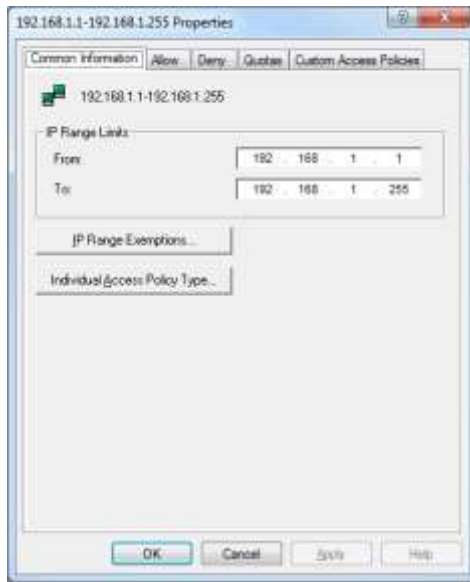 192.168.1.1-192.168.1.255 Properties
Common Information Allow Deny Quotas Custom Access Policies
192.168.1.1-192.168.1.255
IP Range Limits
From: 192 . 168 . 1 . 1
To: 192 . 168 . 1 . 255
IP Range Exemptions...
Individual Access Policy Type...
OK Cancel Apply Help